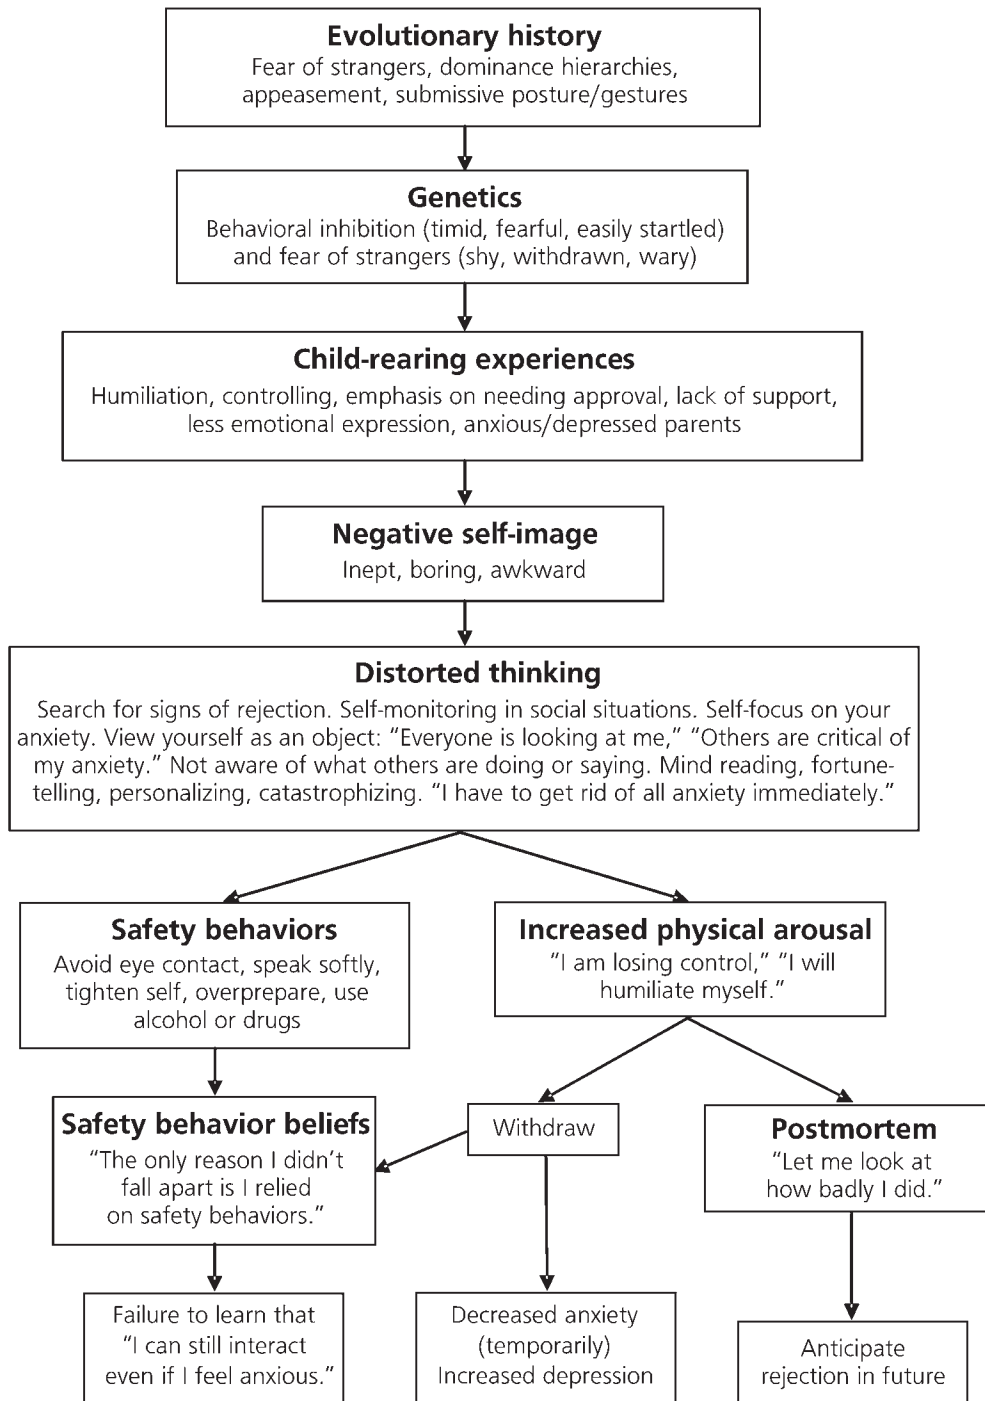 Evolutionary history
Fear of strangers, dominance hierarchies,
appeasement, submissive posture/gestures
Genetics
Behavioral inhibition (timid, fearful, easily startled)
and fear of strangers (shy, withdrawn, wary)
Child-rearing experiences
Humiliation, controlling, emphasis on needing approval, lack of support,
less emotional expression, anxious/depressed parents
Negative self-image
Inept, boring, awkward
Distorted thinking
Search for signs of rejection. Self-monitoring in social situations. Self-focus on your
anxiety. View yourself as an object: “Everyone is looking at me,” “Others are critical of
my anxiety.” Not aware of what others are doing or saying. Mind reading, fortune-
telling, personalizing, catastrophizing. “I have to get rid of all anxiety immediately.”
Safety behaviors
Avoid eye contact, speak softly,
tighten self, overprepare, use
alcohol or drugs
Increased physical arousal
“I am losing control,” “I will
humiliate myself.”
Safety behavior beliefs
“The only reason I didn’t
fall apart is I relied
on safety behaviors.”
Withdraw
Postmortem
“Let me look at
how badly I did.”
Failure to learn that
“I can still interact
even if I feel anxious.”
Decreased anxiety
(temporarily)
Increased depression
Anticipate
rejection in future